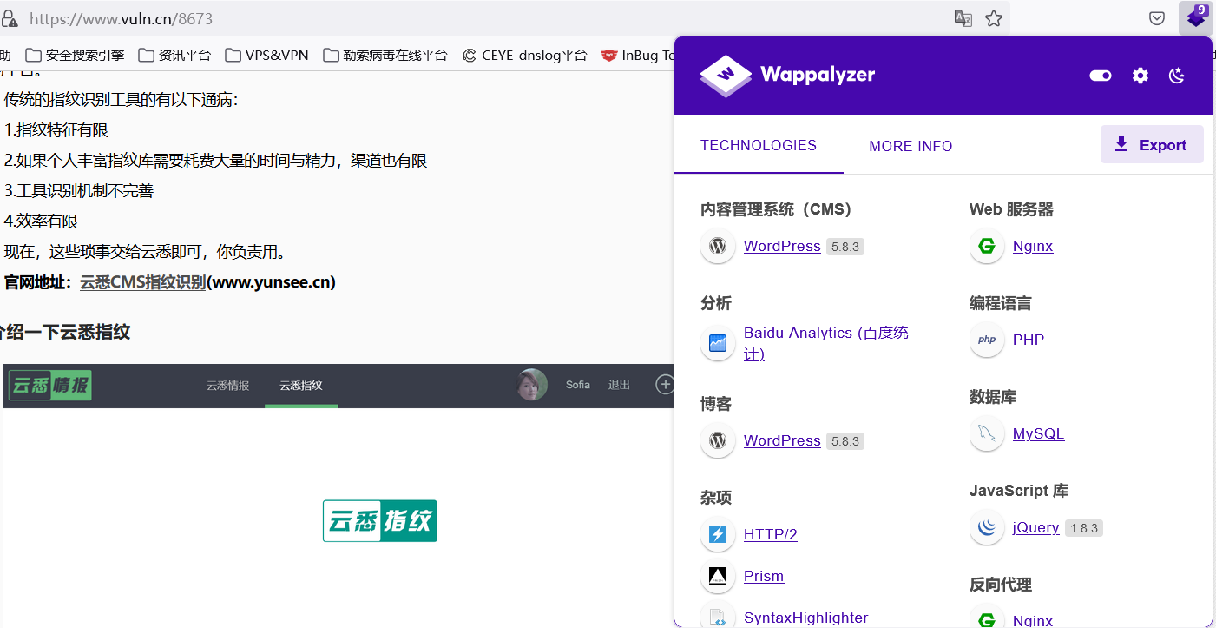 https://www.vuln.cn/8673
9
助 安全搜索引擎 资讯平台 VPS&VPN 勒索病毒在线平台 CEYE-dnslog平台 InBug To
传统的指纹识别工具的有以下通病：
1.指纹特征有限
2.如果个人丰富指纹库需要耗费大量的时间与精力，渠道也有限
3.工具识别机制不完善
4.效率有限
现在，这些琐事交给云悉即可，你负责用。
官网地址：云悉CMS指纹识别(www.yunsee.cn)
介绍一下云悉指纹
云悉情报 云悉情报 云悉指纹 Sofia 退出
云悉指纹
Wappalyzer
TECHNOLOGIES MORE INFO Export
内容管理系统（CMS）
WordPress 5.8.3
分析
Baidu Analytics (百度统
计)
博客
WordPress 5.8.3
杂项
HTTP/2
Prism
SyntaxHighlighter
Web 服务器
Nginx
编程语言
php PHP
数据库
MySQL
JavaScript 库
jQuery 1.8.3
反向代理
Nginx